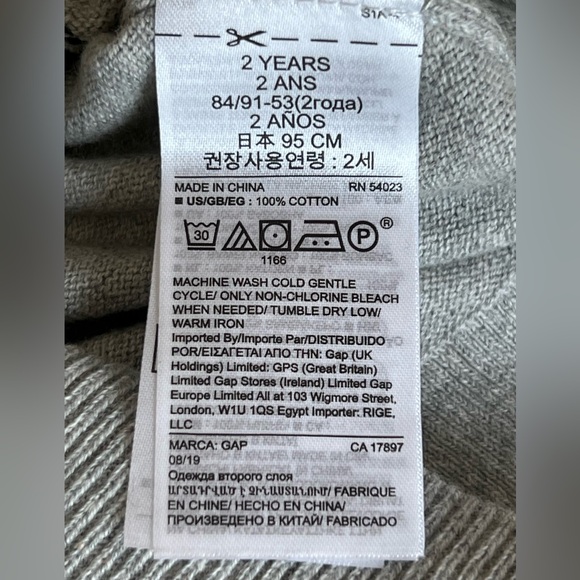 2 YEARS
2 ANS
84/91-53(2года)
2 AÑOS
日本 95 CM
권장사용연령 : 2세
MADE IN CHINA RN 54023
■ US/GB/EG : 100% COTTON
30 P ®
1166
MACHINE WASH COLD GENTLE
CYCLE/ ONLY NON-CHLORINE BLEACH
WHEN NEEDED/ TUMBLE DRY LOW/
WARM IRON
Imported By/Importe Par/DISTRIBUIDO
POR/ΕΙΣΑΓΕΤΑΙ ΑΠΟ ΤΗΝ: Gap (UK
Holdings) Limited: GPS (Great Britain)
Limited Gap Stores (Ireland) Limited Gap
Europe Limited All at 103 Wigmore Street,
London, W1U 1QS Egypt Importer: RIGE,
LLC
MARCA: GAP CA 17897
08/19
Одежда второго слоя
ԱՐՏԱԴՐՎԱԾ Է ՉԻՆԱՍՏԱՆՈՒՄ/ FABRIQUE
EN CHINE/ HECHO EN CHINA/
ПРОИЗВЕДЕНО В КИТАЙ/ FABRICADO